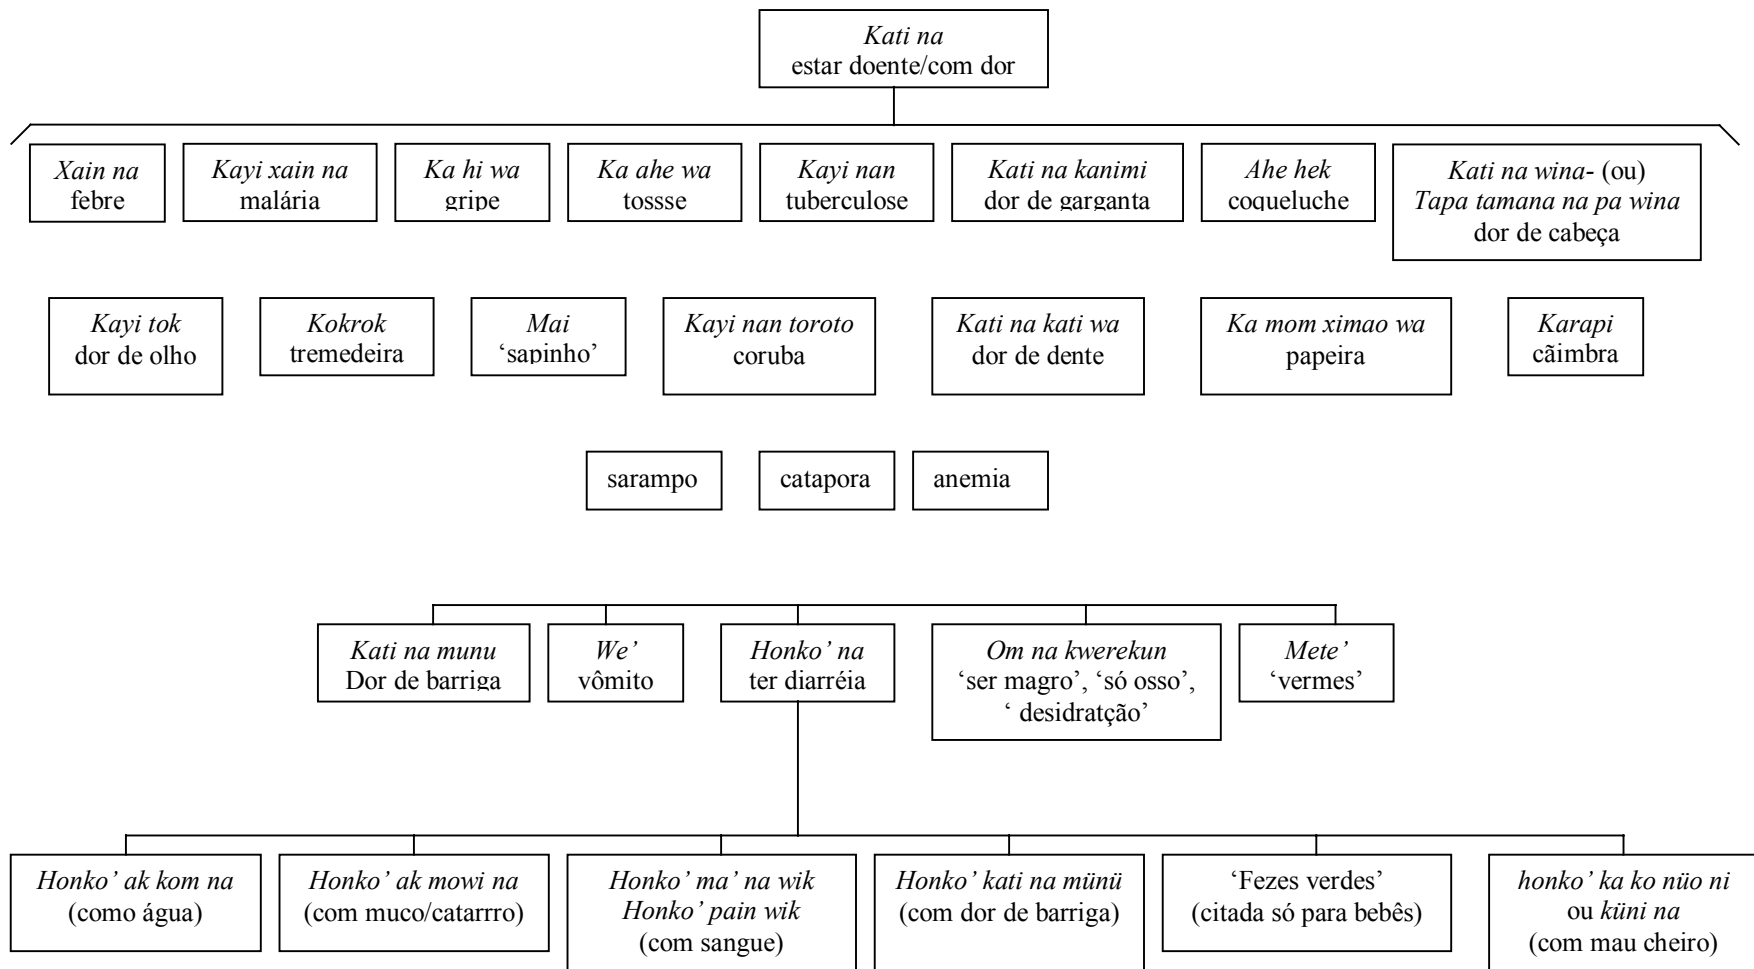 Kati na
estar doente/com dor
Xain na
febre
Kayi xain na
malária
Ka hi wa
gripe
Ka ahe wa
tossse
Kayi nan
tuberculose
Kati na kanimi
dor de garganta
Ahe hek
coqueluche
Kati na wina- (ou)
Tapa tamana na pa wina
dor de cabeça
Kayi tok
dor de olho
Kokrok
tremedeira
Mai
‘sapinho’
Kayi nan toroto
coruba
Kati na kati wa
dor de dente
Ka mom ximao wa
papeira
Karapi
cãimbra
sarampo
catapora
anemia
Kati na munu
Dor de barriga
We’
vômito
Honko’ na
ter diarréia
Om na kwerekun
‘ser magro’, ‘só osso’,
‘ desidratção’
Mete’
‘vermes’
Honko’ ak kom na
(como água)
Honko’ ak mowi na
(com muco/catarrro)
Honko’ ma’ na wik
Honko’ pain wik
(com sangue)
Honko’ kati na münü
(com dor de barriga)
‘Fezes verdes’
(citada só para bebês)
honko’ ka ko nüo ni
ou küni na
(com mau cheiro)